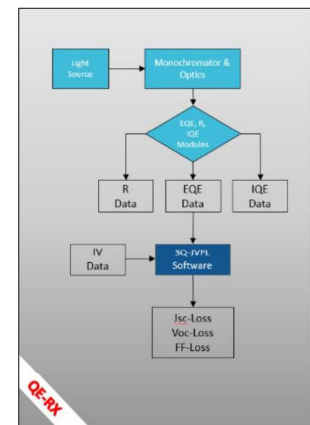 Light
Source
Monochromator &
Optics
EQE, R,
IQE
Modules
R
Data
EQE
Data
IQE
Data
IV
Data
SQ-JVFL
Software
Jsc-Loss
Voc-Loss
FF-Loss
QE-RX